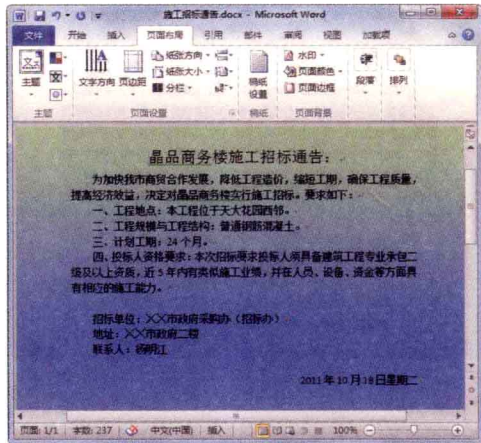 施工招标通告.docx - Microsoft Word
文件 开始 插入 页面布局 引用 邮件 审阅 视图 加载项
主题 文字方向 页边距 纸张方向 纸张大小 分栏 稿纸设置 水印 页面颜色 页面边框 段落 排列
主题 页面设置 稿纸 页面背景
晶品商务楼施工招标通告：
为加快我市商贸合作发展，降低工程造价，缩短工期，确保工程质量，
提高经济效益，决定对晶品商务楼实行施工招标。要求如下：
一、工程地点：本工程位于天大花园西邻。
二、工程规模与工程结构：普通钢筋混凝土。
三、计划工期：24个月。
四、投标人资格要求：本次招标要求投标人须具备建筑工程专业承包二
级及以上资质，近5年内有类似施工业绩，并在人员、设备、资金等方面具
有相应的施工能力。
招标单位：╳╳市政府采购办（招标办）
地址：╳╳市政府二楼
联系人：杨明江
2011年10月18日星期二
页面: 1/1 字数: 237 中文(中国) 插入 100%